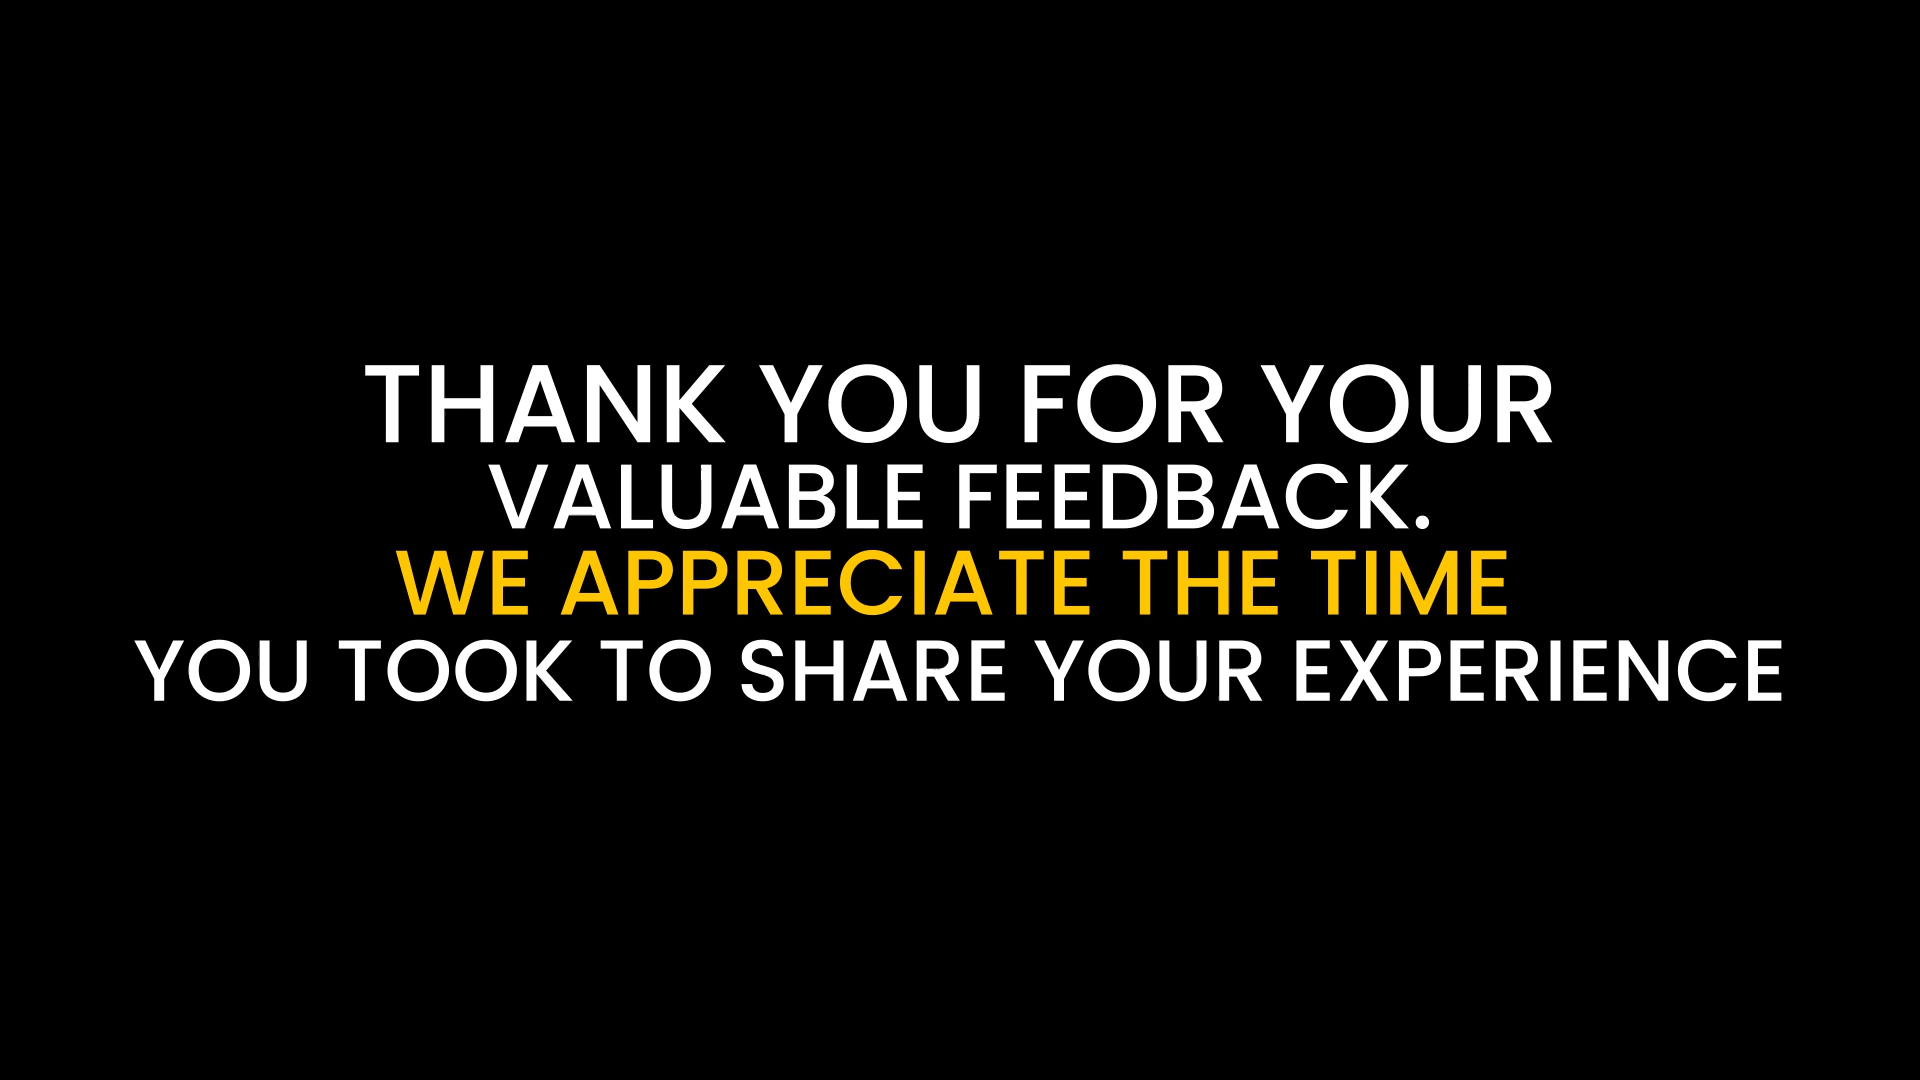 THANK YOU FOR YOUR
VALUABLE FEEDBACK.
WE APPRECIATE THE TIME
YOU TOOK TO SHARE YOUR EXPERIENCE